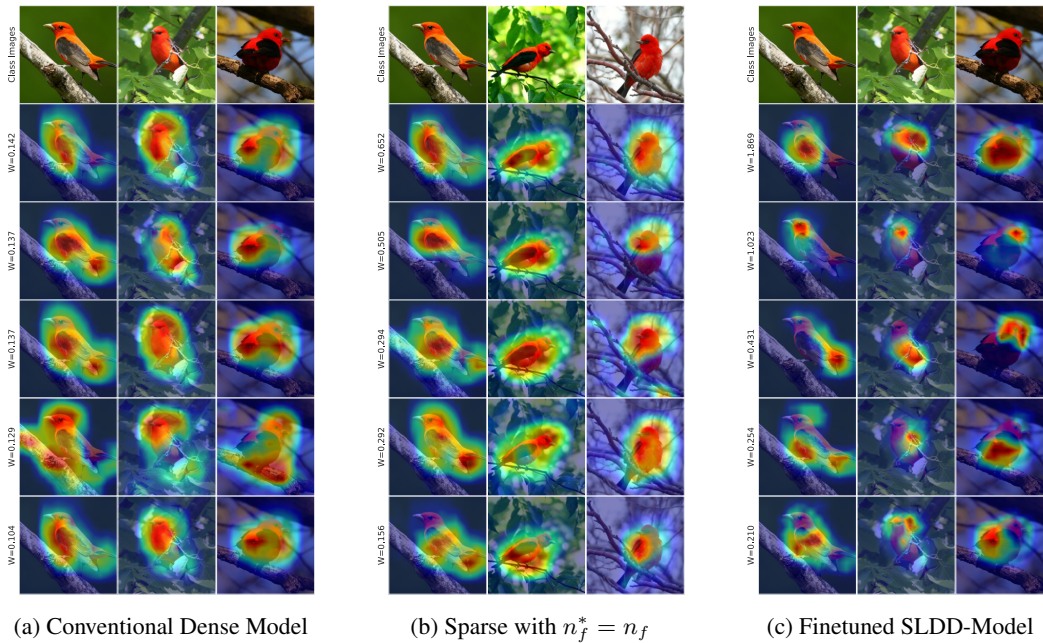 Class Images
W=0,142
W=0,137
W=0,137
W=0,129
W=0,104
(a) Conventional Dense Model
Class Images
W=0,652
W=0,505
W=0,294
W=0,292
W=0,156
(b) Sparse with n*_f = n_f
Class Images
W=1,869
W=1,023
W=0,431
W=0,254
W=0,210
(c) Finetuned SLDD-Model